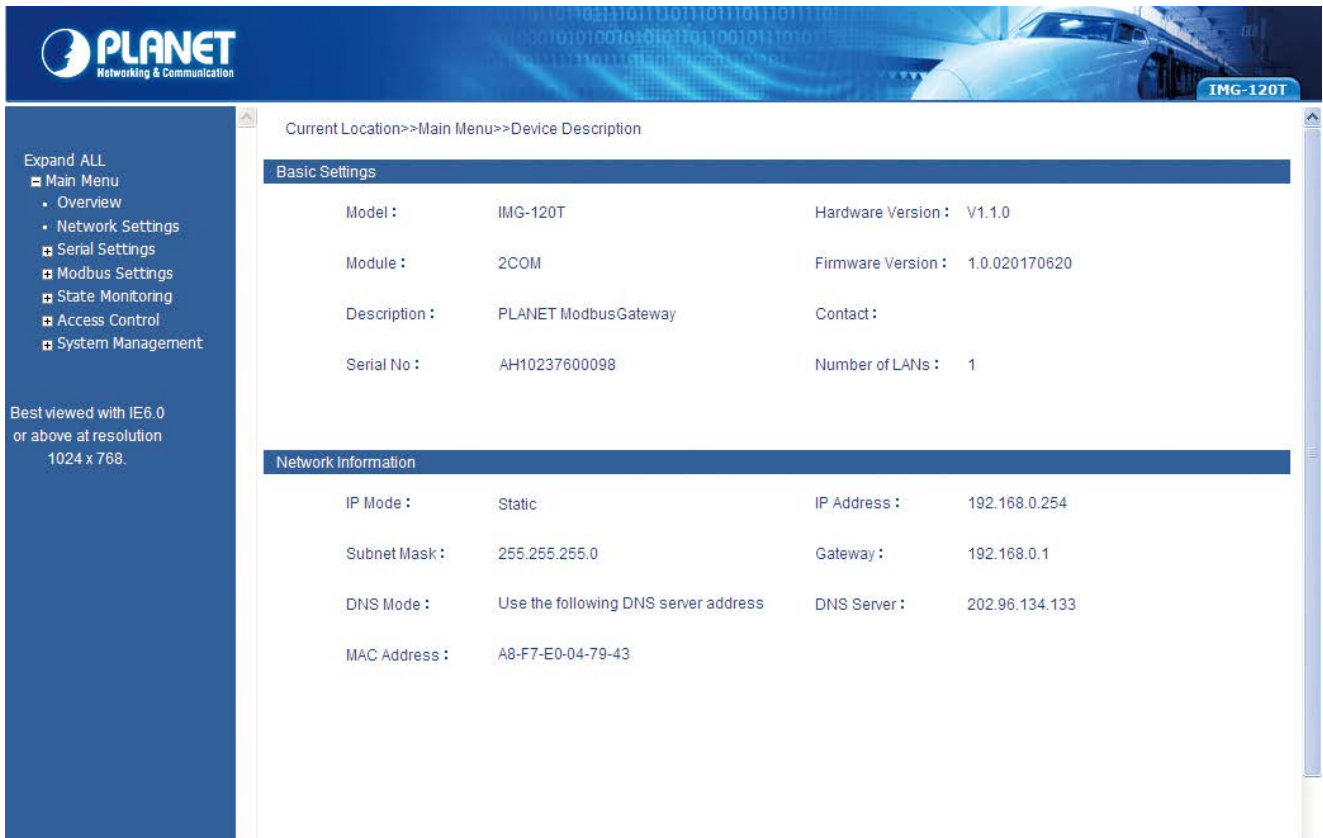 PLANET
Networking & Communication
IMG-120T
Expand ALL
Main Menu
Overview
Network Settings
Serial Settings
Modbus Settings
State Monitoring
Access Control
System Management
Best viewed with IE6.0
or above at resolution
1024 x 768.
Current Location>>Main Menu>>Device Description
Basic Settings
Model : IMG-120T Hardware Version : V1.1.0
Module : 2COM Firmware Version : 1.0.020170620
Description : PLANET ModbusGateway Contact :
Serial No : AH10237600098 Number of LANs : 1
Network Information
IP Mode : Static IP Address : 192.168.0.254
Subnet Mask : 255.255.255.0 Gateway : 192.168.0.1
DNS Mode : Use the following DNS server address DNS Server : 202.96.134.133
MAC Address : A8-F7-E0-04-79-43